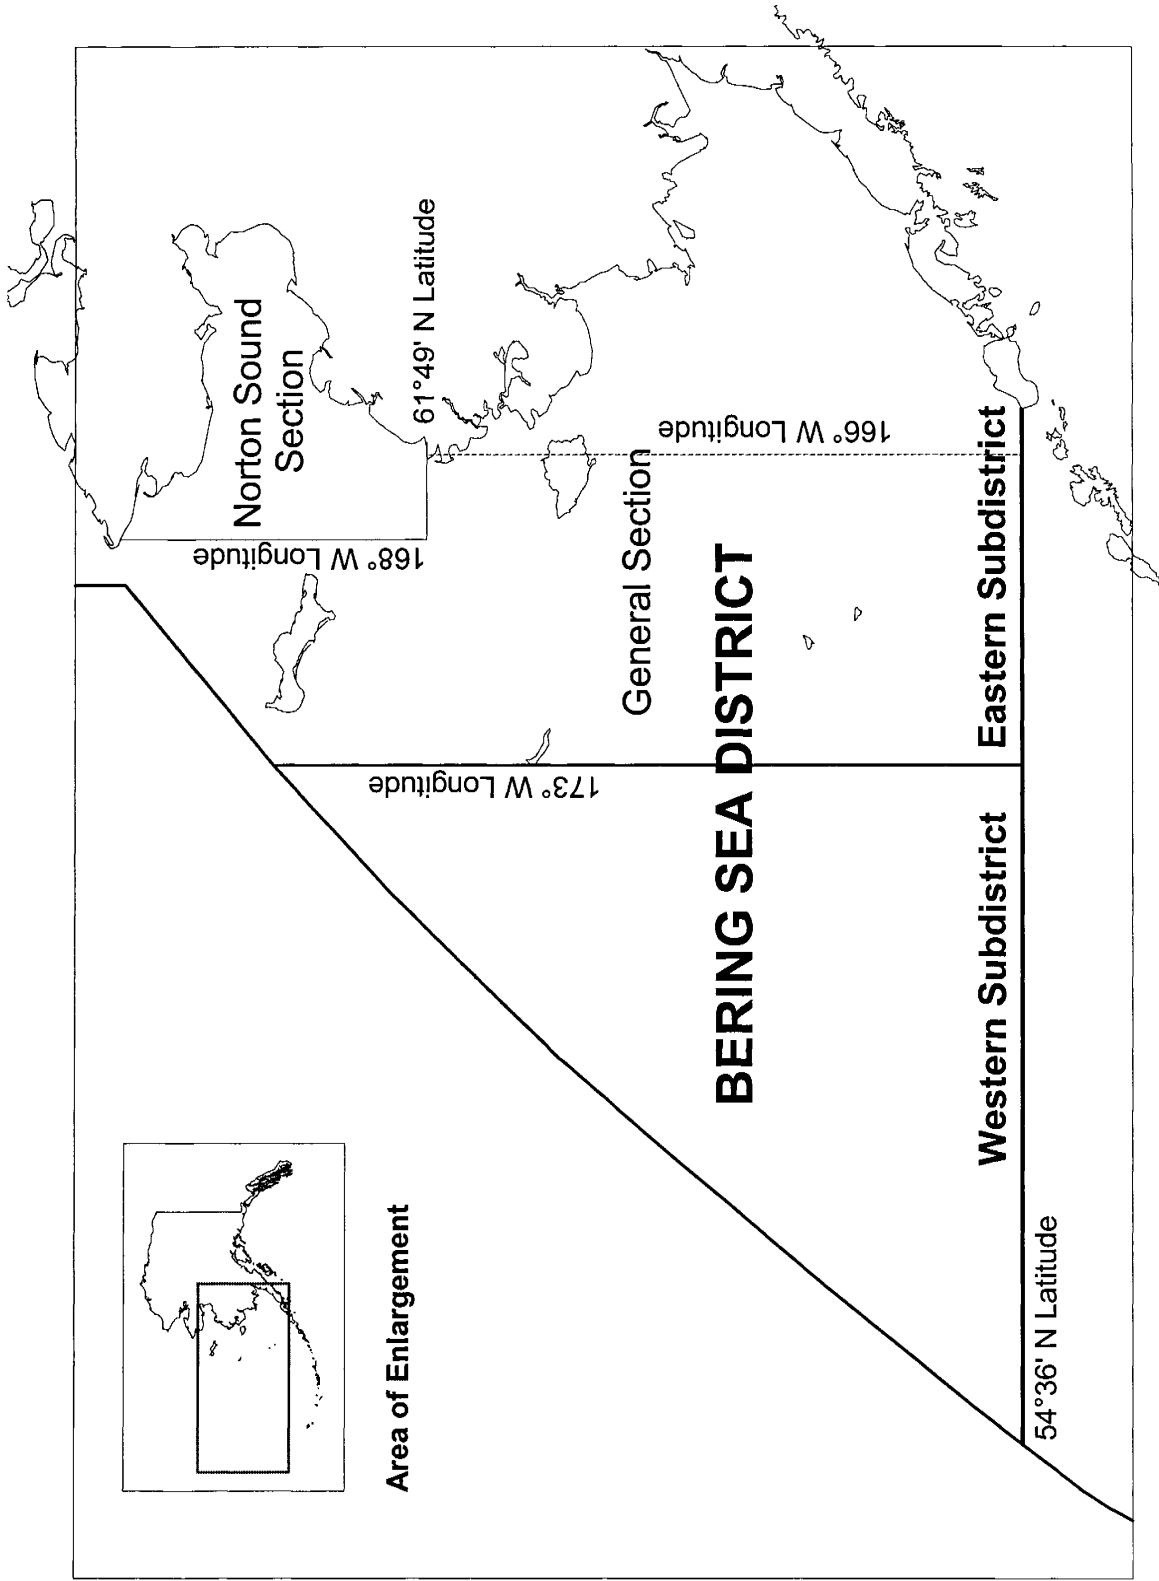 Norton Sound
Section
61°49' N Latitude
168° W Longitude
166° W Longitude
General Section
173° W Longitude
BERING SEA DISTRICT
Western Subdistrict
Eastern Subdistrict
54°36' N Latitude
Area of Enlargement